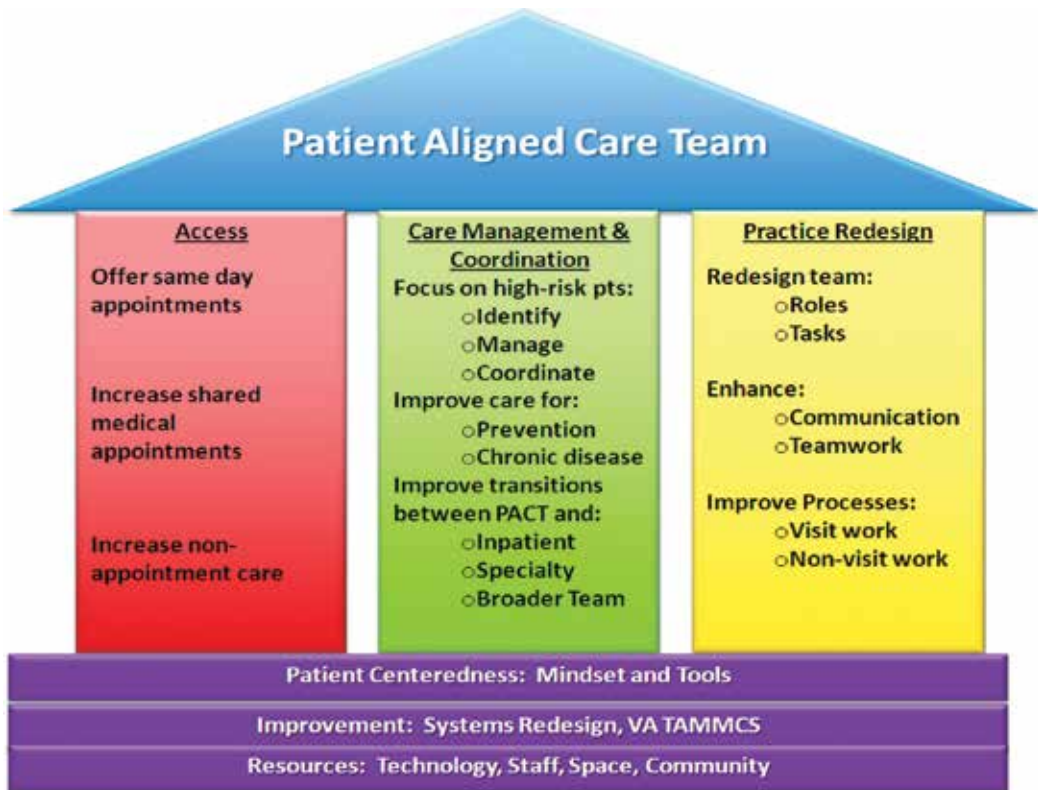 Patient Aligned Care Team
Access
Offer same day
appointments
Increase shared
medical
appointments
Increase non-
appointment care
Care Management &
Coordination
Focus on high-risk pts:
oIdentify
oManage
oCoordinate
Improve care for:
oPrevention
oChronic disease
Improve transitions
between PACT and:
oInpatient
oSpecialty
oBroader Team
Practice Redesign
Redesign team:
oRoles
oTasks
Enhance:
oCommunication
oTeamwork
Improve Processes:
oVisit work
oNon-visit work
Patient Centeredness: Mindset and Tools
Improvement: Systems Redesign, VA TAMMCS
Resources: Technology, Staff, Space, Community